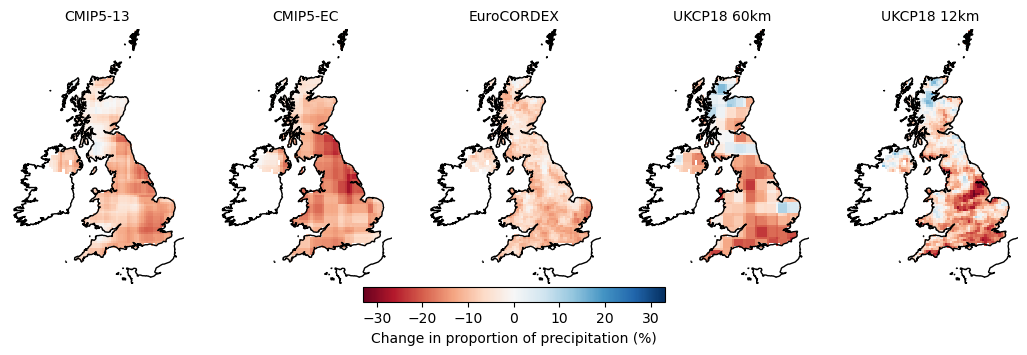 CMIP5-13 CMIP5-EC EuroCORDEX UKCP18 60km UKCP18 12km
−30 −20 −10 0 10 20 30
Change in proportion of precipitation (%)